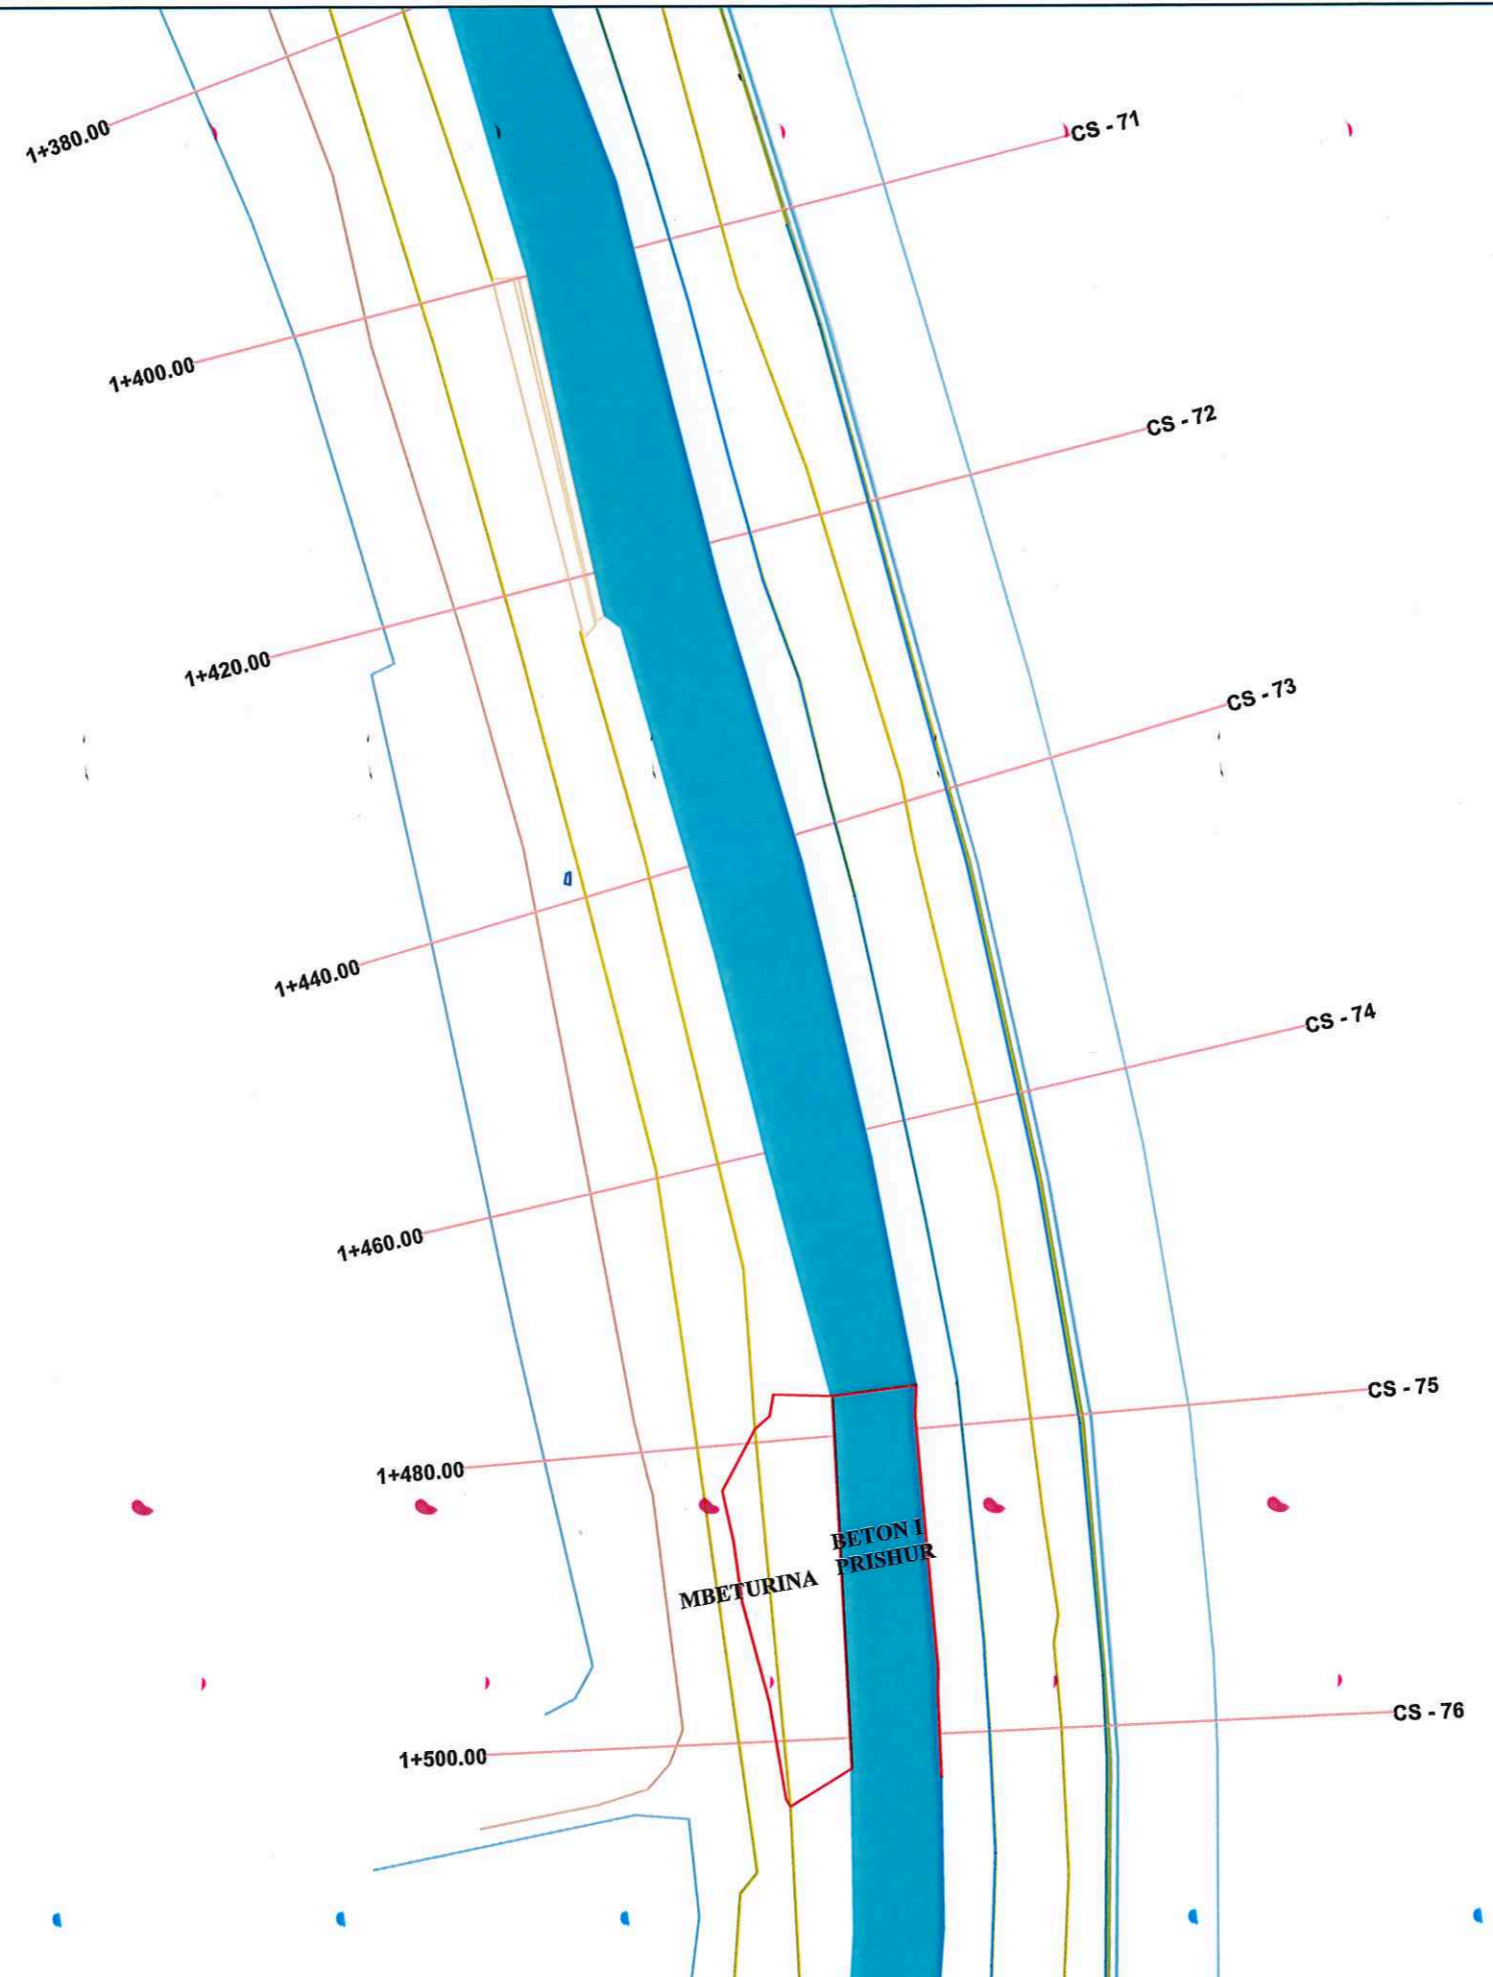 1+380.00
CS - 71
1+400.00
CS - 72
1+420.00
CS - 73
1+440.00
CS - 74
1+460.00
CS - 75
1+480.00
BETON I
PRISHUR
MBETURINA
CS - 76
1+500.00